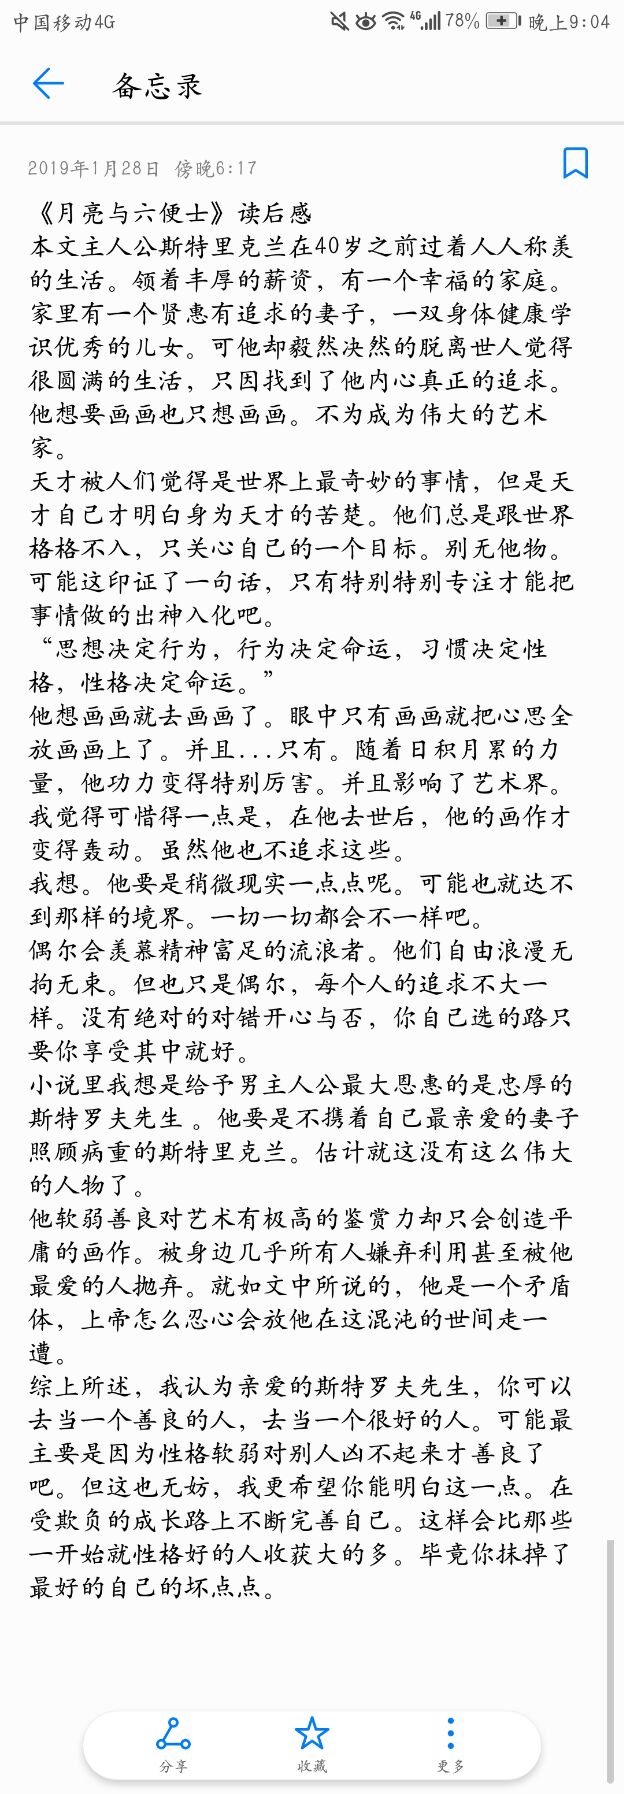 中国移动4G 4G 78% 晚上9:04
备忘录
2019年1月28日 傍晚6:17
《月亮与六便士》读后感
本文主人公斯特里克兰在40岁之前过着人人称羡
的生活。领着丰厚的薪资，有一个幸福的家庭。
家里有一个贤惠有追求的妻子，一双身体健康学
识优秀的儿女。可他却毅然决然的脱离世人觉得
很圆满的生活，只因找到了他内心真正的追求。
他想要画画也只想画画。不为成为伟大的艺术
家。
天才被人们觉得是世界上最奇妙的事情，但是天
才自己才明白身为天才的苦楚。他们总是跟世界
格格不入，只关心自己的一个目标。别无他物。
可能这印证了一句话，只有特别特别专注才能把
事情做的出神入化吧。
“思想决定行为，行为决定命运，习惯决定性
格，性格决定命运。”
他想画画就去画画了。眼中只有画画就把心思全
放画画上了。并且...只有。随着日积月累的力
量，他功力变得特别厉害。并且影响了艺术界。
我觉得可惜得一点是，在他去世后，他的画作才
变得轰动。虽然他也不追求这些。
我想。他要是稍微现实一点点呢。可能也就达不
到那样的境界。一切一切都会不一样吧。
偶尔会羡慕精神富足的流浪者。他们自由浪漫无
拘无束。但也只是偶尔，每个人的追求不大一
样。没有绝对的对错开心与否，你自己选的路只
要你享受其中就好。
小说里我想是给予男主人公最大恩惠的是忠厚的
斯特罗夫先生 。他要是不携着自己最亲爱的妻子
照顾病重的斯特里克兰。估计就这没有这么伟大
的人物了。
他软弱善良对艺术有极高的鉴赏力却只会创造平
庸的画作。被身边几乎所有人嫌弃利用甚至被他
最爱的人抛弃。就如文中所说的，他是一个矛盾
体，上帝怎么忍心会放他在这混沌的世间走一
遭。
综上所述，我认为亲爱的斯特罗夫先生，你可以
去当一个善良的人，去当一个很好的人。可能最
主要是因为性格软弱对别人凶不起来才善良了
吧。但这也无妨，我更希望你能明白这一点。在
受欺负的成长路上不断完善自己。这样会比那些
一开始就性格好的人收获大的多。毕竟你抹掉了
最好的自己的坏点点。
分享 收藏 更多